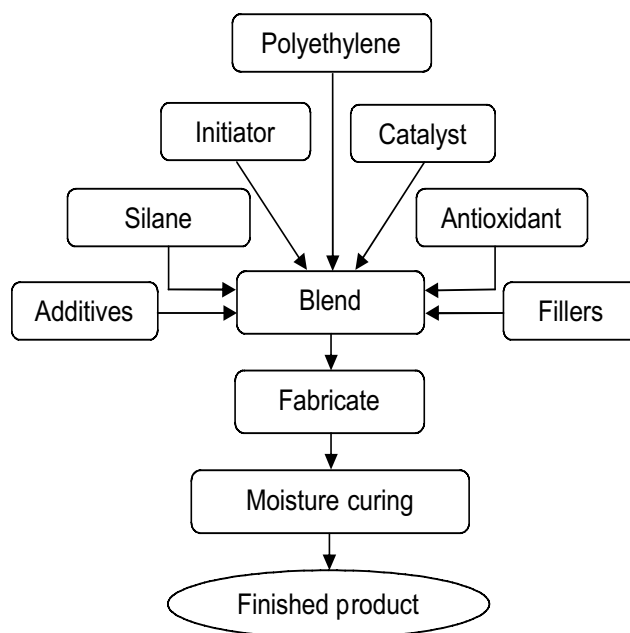 Polyethylene
Initiator
Catalyst
Silane
Antioxidant
Additives
Blend
Fillers
Fabricate
Moisture curing
Finished product